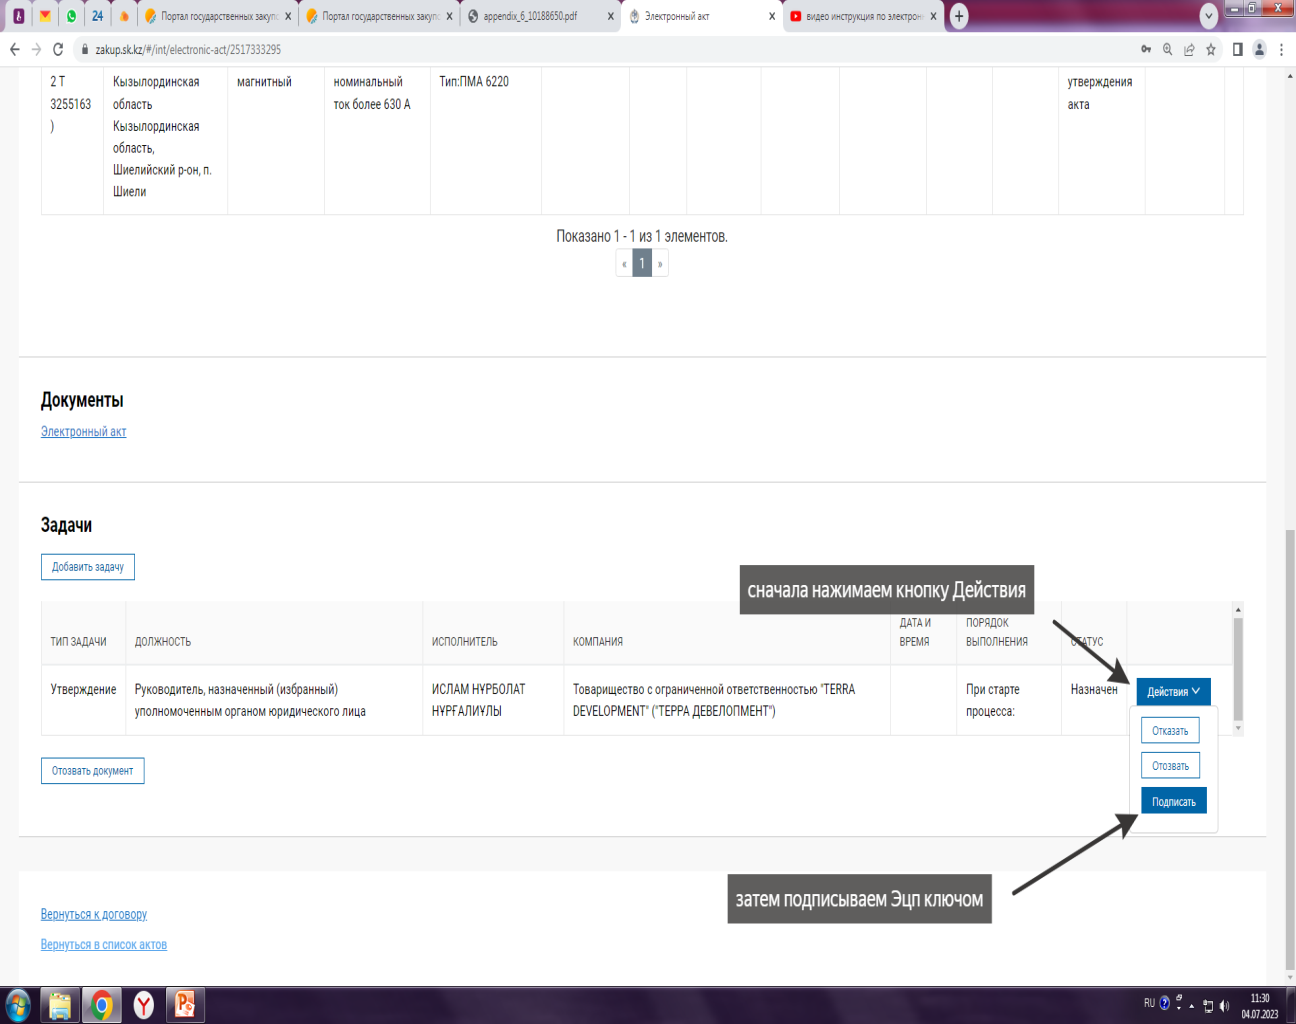 24
Портал государственных закуп
Портал государственных закуп
appendix_6_10188650.pdf
Электронный акт
видео инструкция по электрон
zakup.sk.kz/#/int/electronic-act/2517333295
2 Т
3255163
)
Кызылординская
область
Кызылординская
область,
Шиелийский р-он, п.
Шиели
магнитный
номинальный
ток более 630 А
Тип:ПМА 6220
утверждения
акта
Показано 1 - 1 из 1 элементов.
« 1 »
Документы
Электронный акт
Задачи
Добавить задачу
сначала нажимаем кнопку Действия
ТИП ЗАДАЧИ
ДОЛЖНОСТЬ
ИСПОЛНИТЕЛЬ
КОМПАНИЯ
ДАТА И
ВРЕМЯ
ПОРЯДОК
ВЫПОЛНЕНИЯ
СТАТУС
Утверждение
Руководитель, назначенный (избранный)
уполномоченным органом юридического лица
ИСЛАМ НҰРБОЛАТ
НҰРҒАЛИҰЛЫ
Товарищество с ограниченной ответственностью "TERRA
DEVELOPMENT" ("ТЕРРА ДЕВЕЛОПМЕНТ")
При старте
процесса:
Назначен
Действия
Отказать
Отозвать
Подписать
Отозвать документ
затем подписываем Эцп ключом
Вернуться к договору
Вернуться в список актов
RU
11:30
04.07.2023